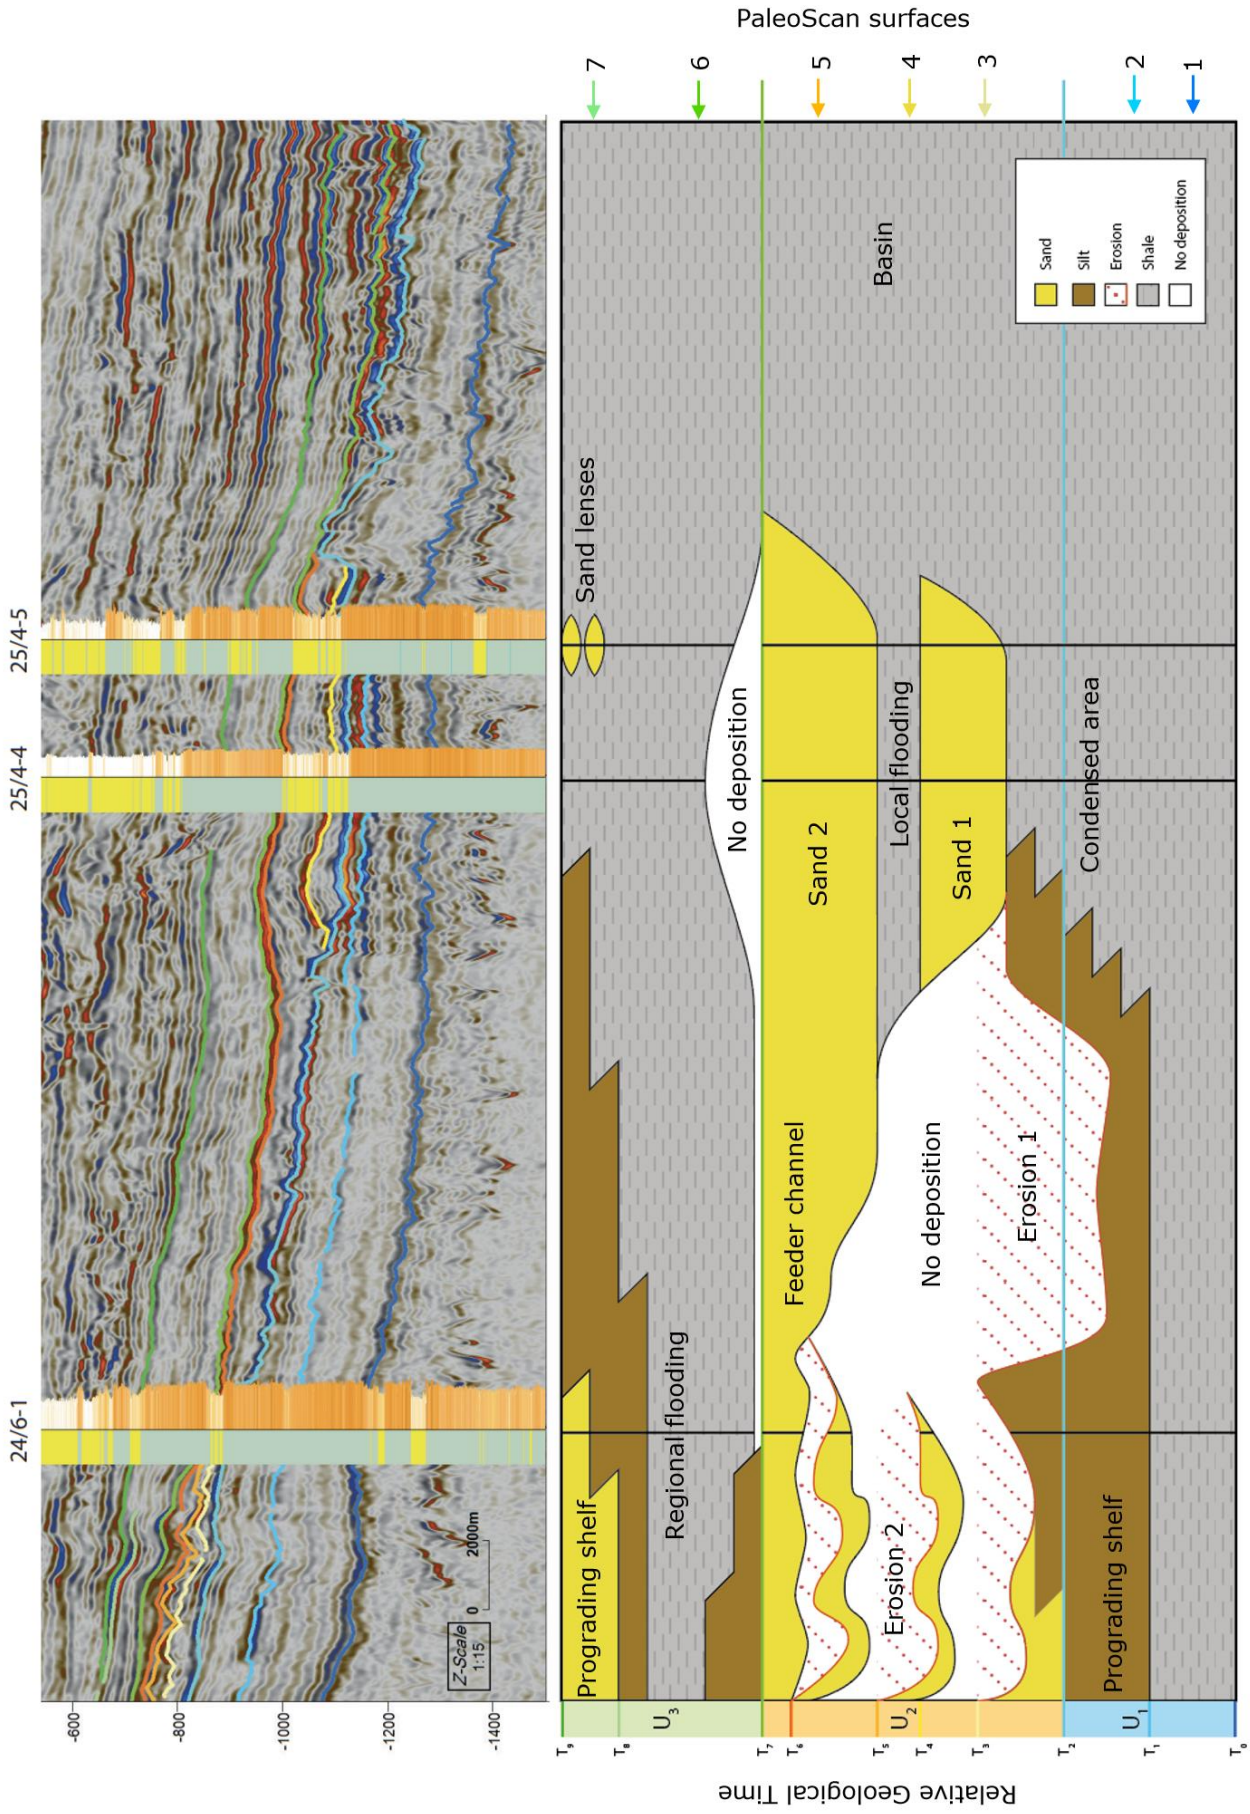 PaleoScan surfaces
7
6
5
4
3
2
1
25/4-5
25/4-4
24/6-1
Sand lenses
Basin
Sand
Silt
Erosion
Shale
No deposition
No deposition
Sand 2
Local flooding
Sand 1
Condensed area
Feeder channel
No deposition
Erosion 1
Regional flooding
Prograding shelf
Erosion 2
Prograding shelf
Z-Scale
1:15
0
2000m
-600
-800
-1000
-1200
-1400
U3
U2
U1
T9
T8
T7
T6
T5
T4
T3
T2
T1
T0
Relative Geological Time